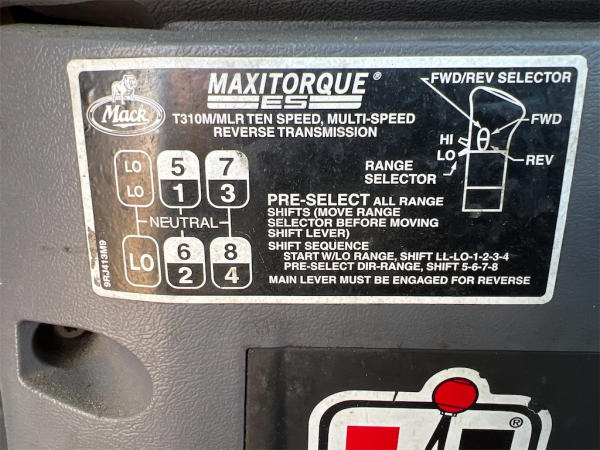 Mack
MAXITORQUE®
ES
T310M/MLR TEN SPEED, MULTI-SPEED
REVERSE TRANSMISSION
FWD/REV SELECTOR
FWD
HI
LO
REV
RANGE
SELECTOR
LO 5 7
LO 1 3
NEUTRAL
LO 6 8
2 4
PRE-SELECT ALL RANGE
SHIFTS (MOVE RANGE
SELECTOR BEFORE MOVING
SHIFT LEVER)
SHIFT SEQUENCE
START W/LO RANGE, SHIFT LL-LO-1-2-3-4
PRE-SELECT DIR-RANGE, SHIFT 5-6-7-8
MAIN LEVER MUST BE ENGAGED FOR REVERSE
9RJ413M9
®